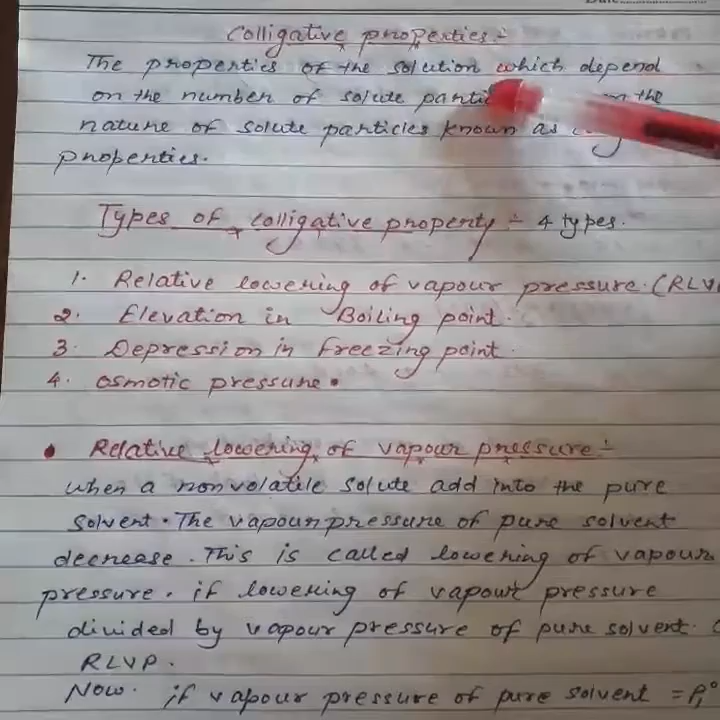 Colligative properties :-
The properties of the solution which depend
on the number of solute the
nature of solute particles known as
properties.
Types of colligative property :- 4 types.
1. Relative lowering of vapour pressure. (RLV
2. Elevation in Boiling point.
3. Depression in freezing point.
4. osmotic pressure.
• Relative lowering of vapour pressure :-
when a nonvolatile solute add into the pure
solvent. The vapour pressure of pure solvent
decrease. This is called lowering of vapour
pressure. if lowering of vapour pressure
divided by vapour pressure of pure solvent.
RLVP.
Now. if vapour pressure of pure solvent = P₁°